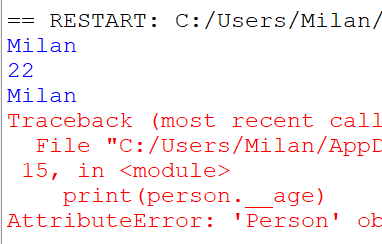 == RESTART: C:/Users/Milan/
Milan
22
Milan
Traceback (most recent call
File "C:/Users/Milan/AppD
15, in <module>
print(person.__age)
AttributeError: 'Person' ob